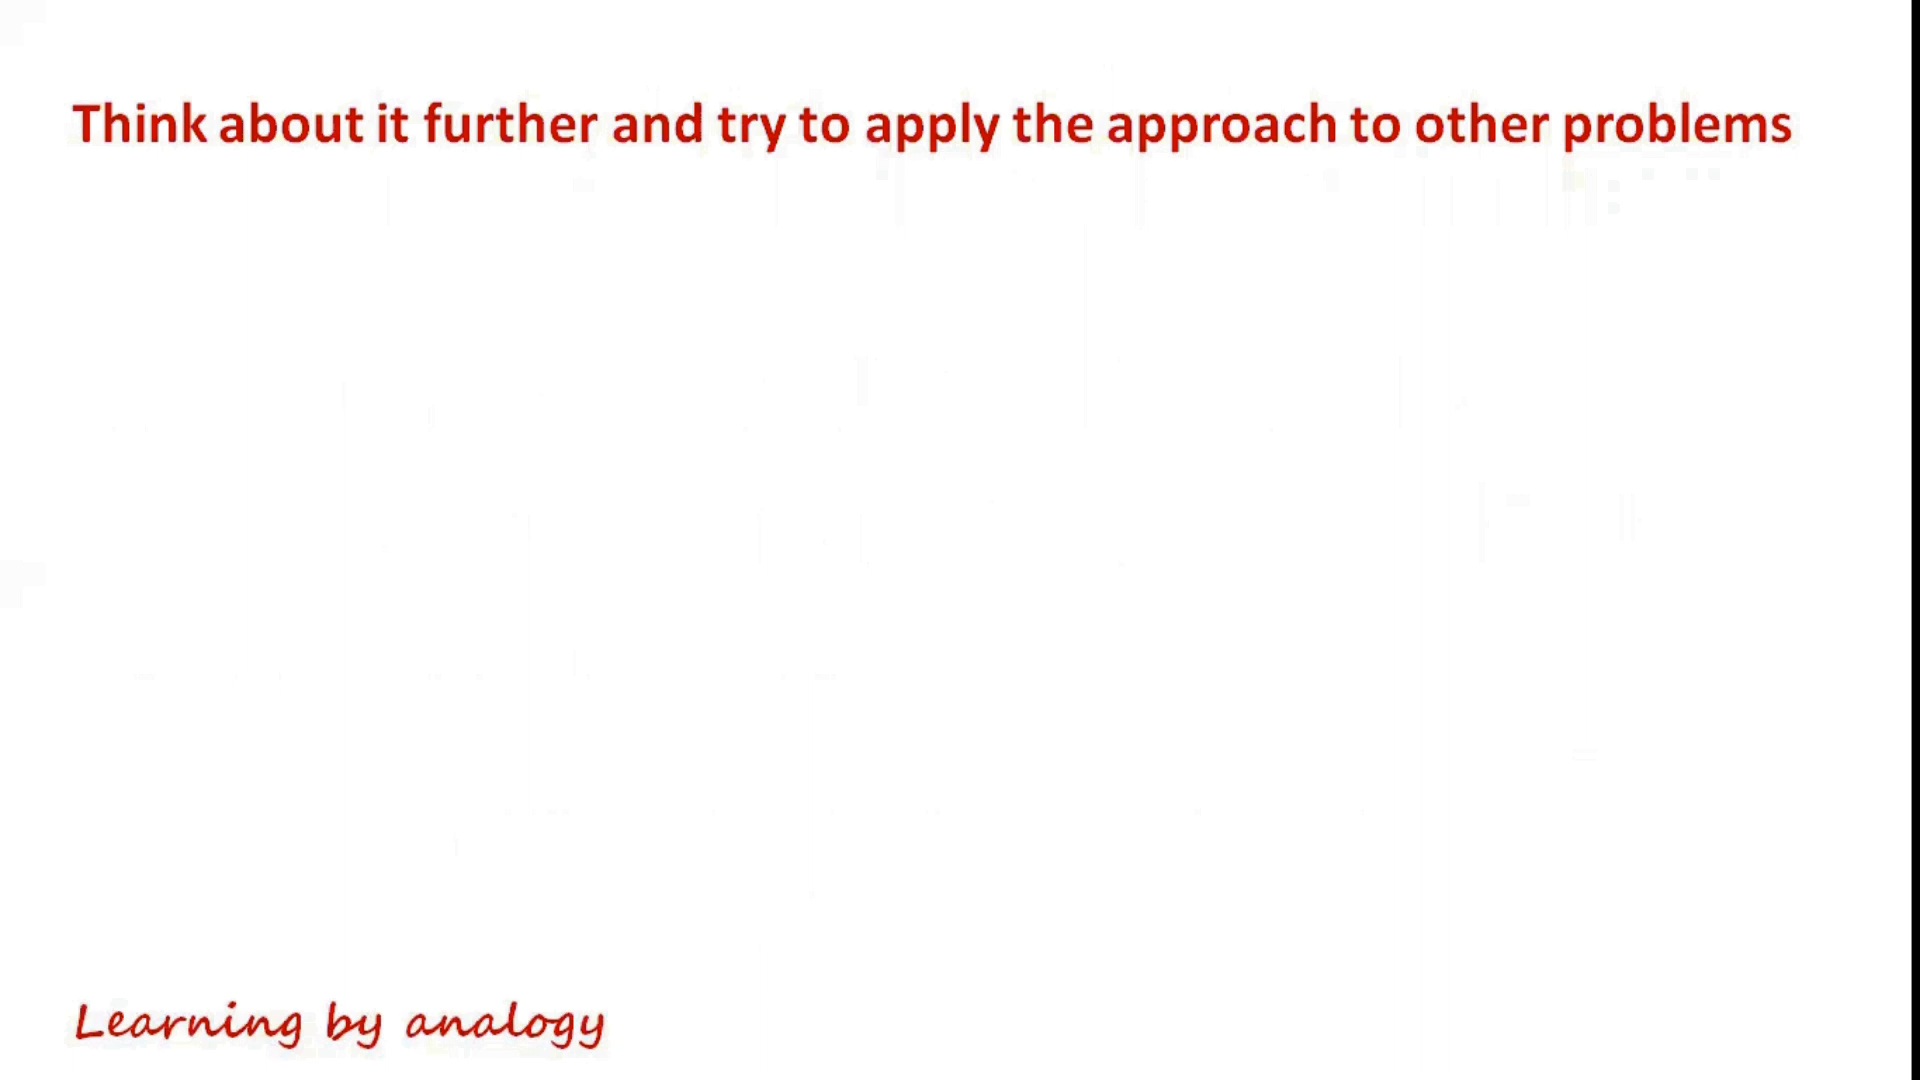 Think about it further and try to apply the approach to other problems
Learning by analogy